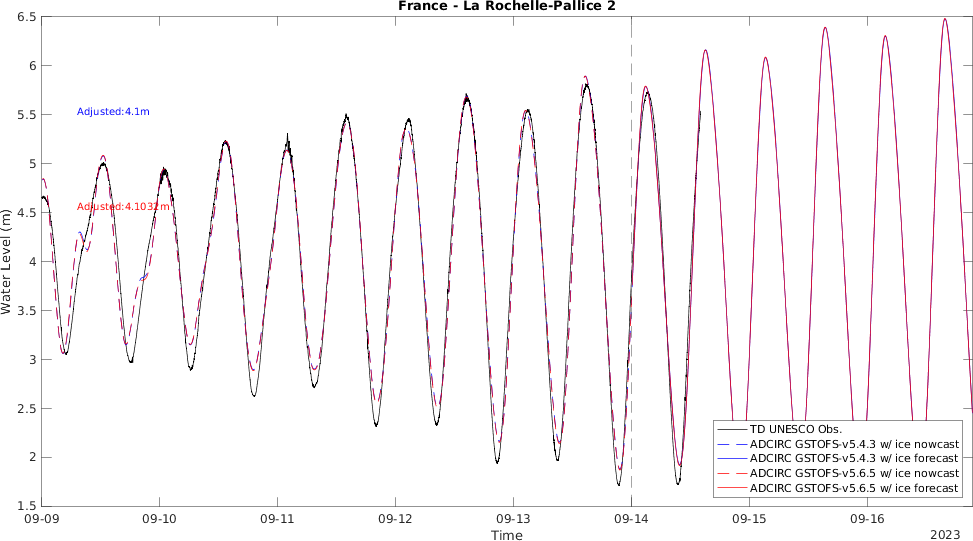 France - La Rochelle-Pallice 2
6.5
6
5.5
5
4.5
4
3.5
3
2.5
2
1.5
Water Level (m)
Adjusted:4.1m
Adjusted:4.1032m
TD UNESCO Obs.
ADCIRC GSTOFS-v5.4.3 w/ ice nowcast
ADCIRC GSTOFS-v5.4.3 w/ ice forecast
ADCIRC GSTOFS-v5.6.5 w/ ice nowcast
ADCIRC GSTOFS-v5.6.5 w/ ice forecast
09-09 09-10 09-11 09-12 09-13 09-14 09-15 09-16
Time
2023